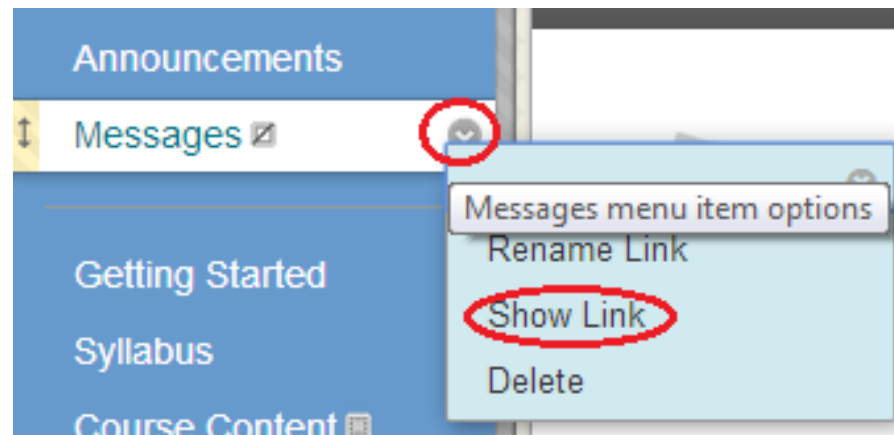 Announcements
Messages
Messages menu item options
Rename Link
Getting Started
Show Link
Syllabus
Delete
Course Content